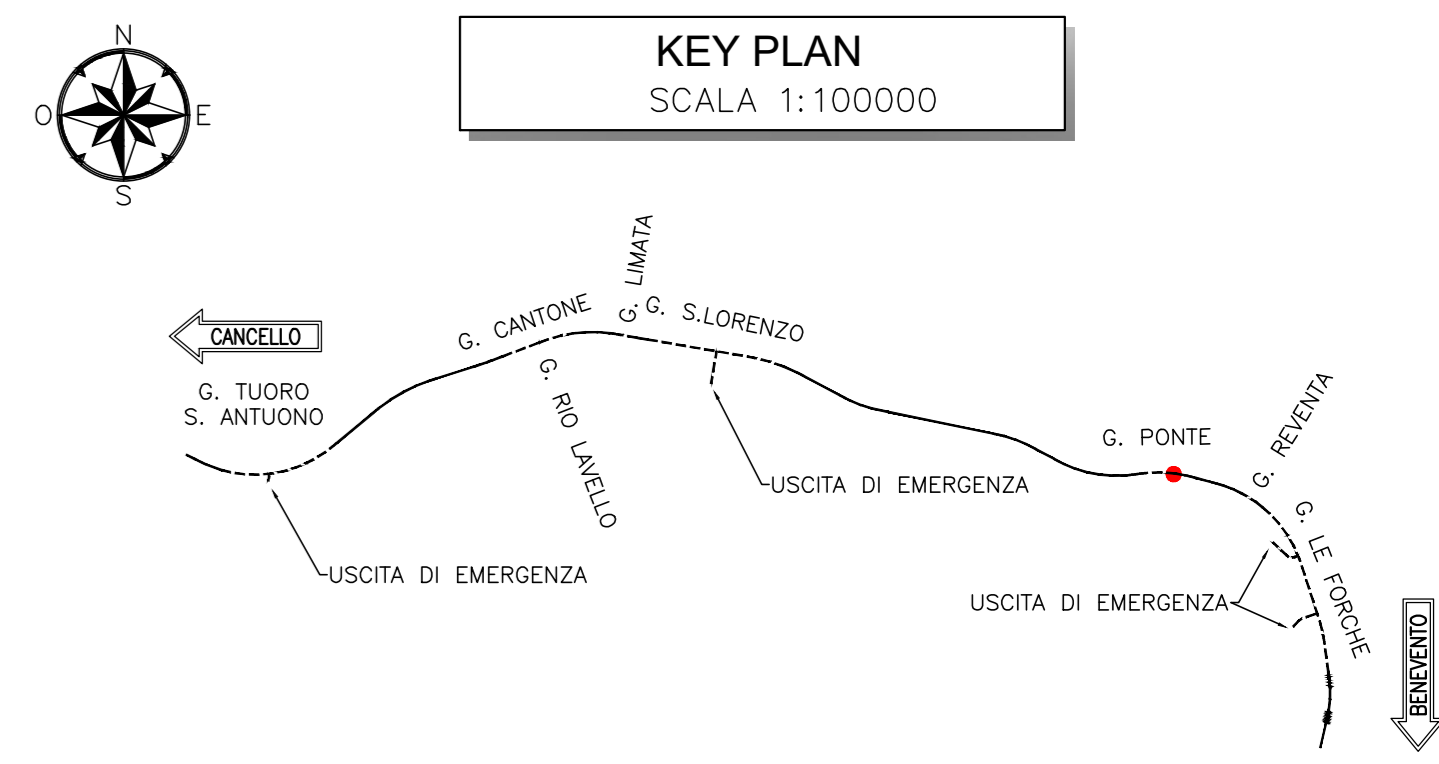 N
O
E
S
KEY PLAN
SCALA 1:100000
CANCELLO
G. TUORO
S. ANTUONO
G. CANTONE
G. LIMATA
G. S.LORENZO
G. RIO LAVELLO
USCITA DI EMERGENZA
USCITA DI EMERGENZA
G. PONTE
G. REVENTA
G. LE FORCHE
USCITA DI EMERGENZA
BENEVENTO